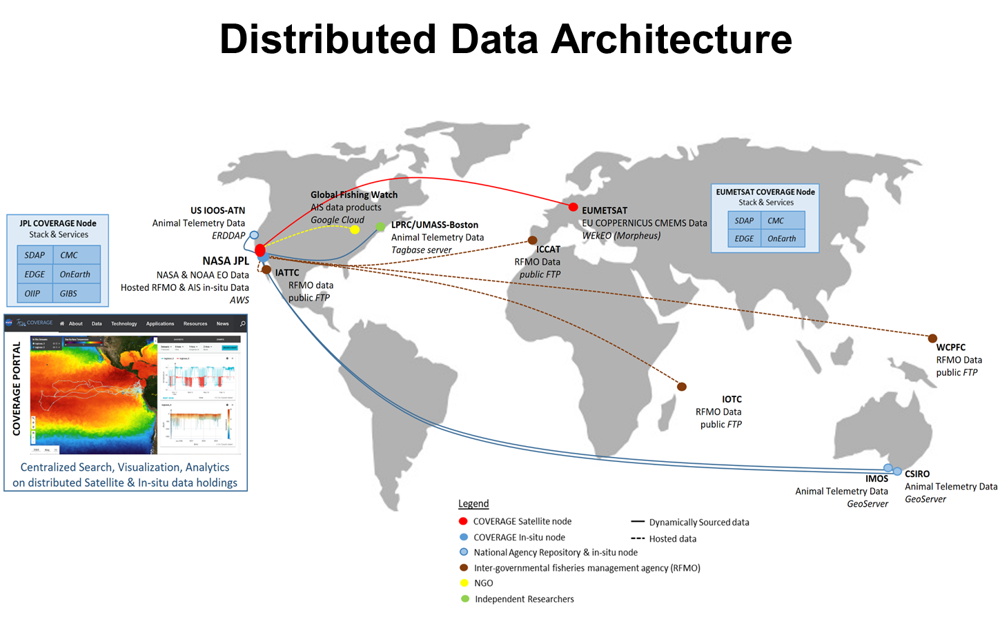 Distributed Data Architecture
US IOOS-ATN
Animal Telemetry Data
ERDDAP
Global Fishing Watch
AIS data products
Google Cloud
LPRC/UMASS-Boston
Animal Telemetry Data
Tagbase server
EUMETSAT
EU COPPERNICUS CMEMS Data
WEkEO (Morpheus)
EUMETSAT COVERAGE Node
Stack & Services
SDAP CMC
EDGE OnEarth
JPL COVERAGE Node
Stack & Services
SDAP CMC
EDGE OnEarth
OIIP GIBS
NASA JPL
NASA & NOAA EO Data
Hosted RFMO & AIS in-situ Data
AWS
IATTC
RFMO data
public FTP
ICCAT
RFMO Data
public FTP
WCPFC
RFMO Data
public FTP
IOTC
RFMO Data
public FTP
IMOS
Animal Telemetry Data
GeoServer
CSIRO
Animal Telemetry Data
GeoServer
COVERAGE About Data Technology Applications Resources News
COVERAGE PORTAL
Centralized Search, Visualization, Analytics
on distributed Satellite & In-situ data holdings
Legend
COVERAGE Satellite node
COVERAGE In-situ node
National Agency Repository & in-situ node
Inter-governmental fisheries management agency (RFMO)
NGO
Independent Researchers
Dynamically Sourced data
Hosted data